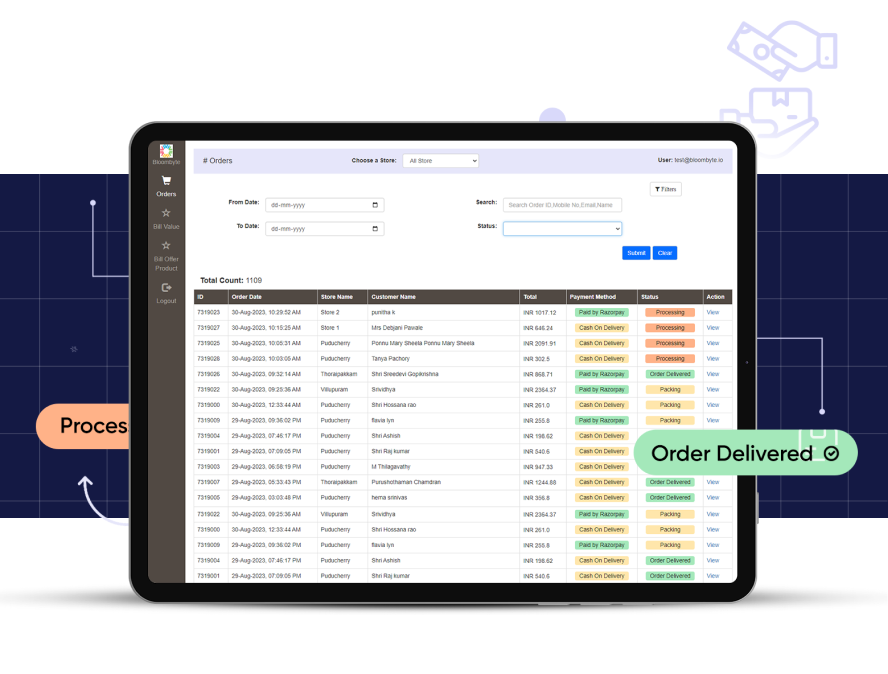 Bloombyte
# Orders
Choose a Store: All Store
User: test@bloombyte.io
Orders
Bill Value
Bill Offer
Product
Logout
Filters
From Date: dd-mm-yyyy
Search: Search Order ID,Mobile No,Email,Name
To Date: dd-mm-yyyy
Status:
Submit Clear
Total Count: 1109
ID Order Date Store Name Customer Name Total Payment Method Status Action
7319023 30-Aug-2023, 10:29:52 AM Store 2 punitha k INR 1017.12 Paid by Razorpay Processing View
7319027 30-Aug-2023, 10:15:25 AM Store 1 Mrs Debjani Pavale INR 646.24 Cash On Delivery Processing View
7319025 30-Aug-2023, 10:05:31 AM Puducherry Ponnu Mary Sheela Ponnu Mary Sheela INR 2091.91 Cash On Delivery Processing View
7319028 30-Aug-2023, 10:03:05 AM Puducherry Tanya Pachory INR 302.5 Cash On Delivery Processing View
7319026 30-Aug-2023, 09:32:14 AM Thoraipakkam Shri Sreedevi Gopikrishna INR 868.71 Paid by Razorpay Order Delivered View
7319022 30-Aug-2023, 09:25:36 AM Villupuram Srividhya INR 2364.37 Paid by Razorpay Packing View
7319000 30-Aug-2023, 12:33:44 AM Puducherry Shri Hossana rao INR 261.0 Cash On Delivery Packing View
7319009 29-Aug-2023, 09:36:02 PM Puducherry flavia lyn INR 255.8 Paid by Razorpay Packing View
7319004 29-Aug-2023, 07:46:17 PM Puducherry Shri Ashish INR 198.62 Cash On Delivery
7319001 29-Aug-2023, 07:09:05 PM Puducherry Shri Raj kumar INR 540.6 Cash On Delivery
7319003 29-Aug-2023, 06:58:19 PM Puducherry M Thilagavathy INR 947.33 Cash On Delivery
7319007 29-Aug-2023, 05:33:43 PM Thoraipakkam Purushothaman Chamdran INR 1244.88 Cash On Delivery Order Delivered View
7319005 29-Aug-2023, 03:03:48 PM Puducherry hema srinivas INR 356.8 Cash On Delivery Order Delivered View
7319022 30-Aug-2023, 09:25:36 AM Villupuram Srividhya INR 2364.37 Paid by Razorpay Packing View
7319000 30-Aug-2023, 12:33:44 AM Puducherry Shri Hossana rao INR 261.0 Cash On Delivery Packing View
7319009 29-Aug-2023, 09:36:02 PM Puducherry flavia lyn INR 255.8 Paid by Razorpay Packing View
7319004 29-Aug-2023, 07:46:17 PM Puducherry Shri Ashish INR 198.62 Cash On Delivery Order Delivered View
7319001 29-Aug-2023, 07:09:05 PM Puducherry Shri Raj kumar INR 540.6 Cash On Delivery Order Delivered View
Proces
Order Delivered